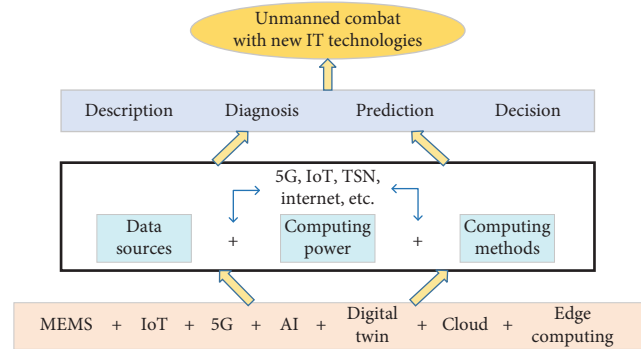 Unmanned combat
with new IT technologies
Description Diagnosis Prediction Decision
5G, IoT, TSN,
internet, etc.
Data
sources
+
Computing
power
+
Computing
methods
MEMS + IoT + 5G + AI + Digital
twin + Cloud + Edge
computing